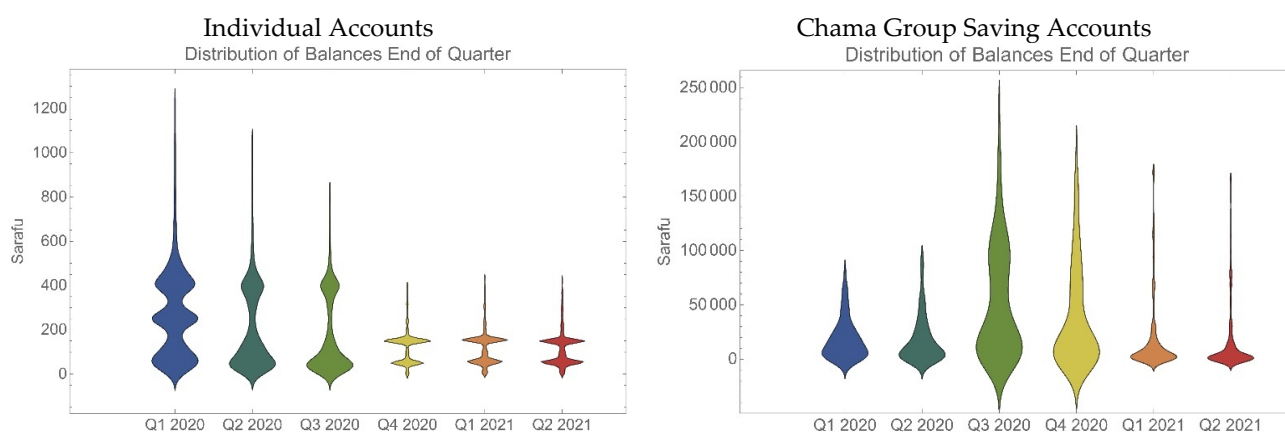 Individual Accounts
Distribution of Balances End of Quarter
1200
1000
800
600
400
200
0
Sarafu
Q1 2020 Q2 2020 Q3 2020 Q4 2020 Q1 2021 Q2 2021
Chama Group Saving Accounts
Distribution of Balances End of Quarter
250 000
200 000
150 000
100 000
50 000
0
Sarafu
Q1 2020 Q2 2020 Q3 2020 Q4 2020 Q1 2021 Q2 2021